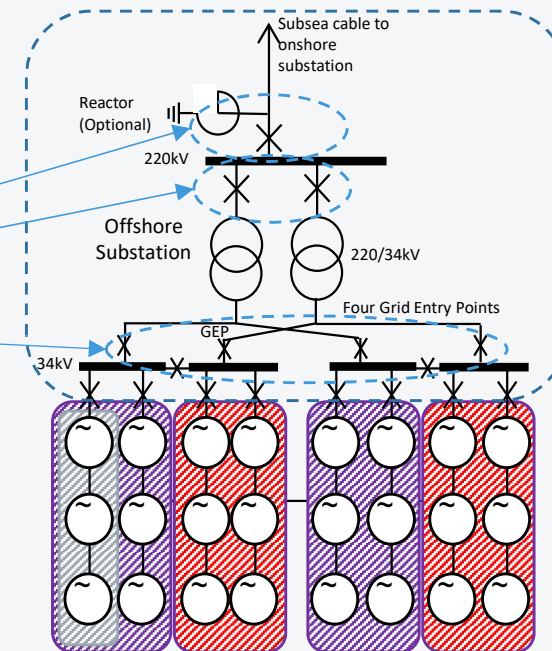 Subsea cable to
onshore
substation
Reactor
(Optional)
220kV
Offshore
Substation
220/34kV
Four Grid Entry Points
GEP
34kV
~ ~ ~ ~ ~ ~ ~ ~
~ ~ ~ ~ ~ ~ ~ ~
~ ~ ~ ~ ~ ~ ~ ~